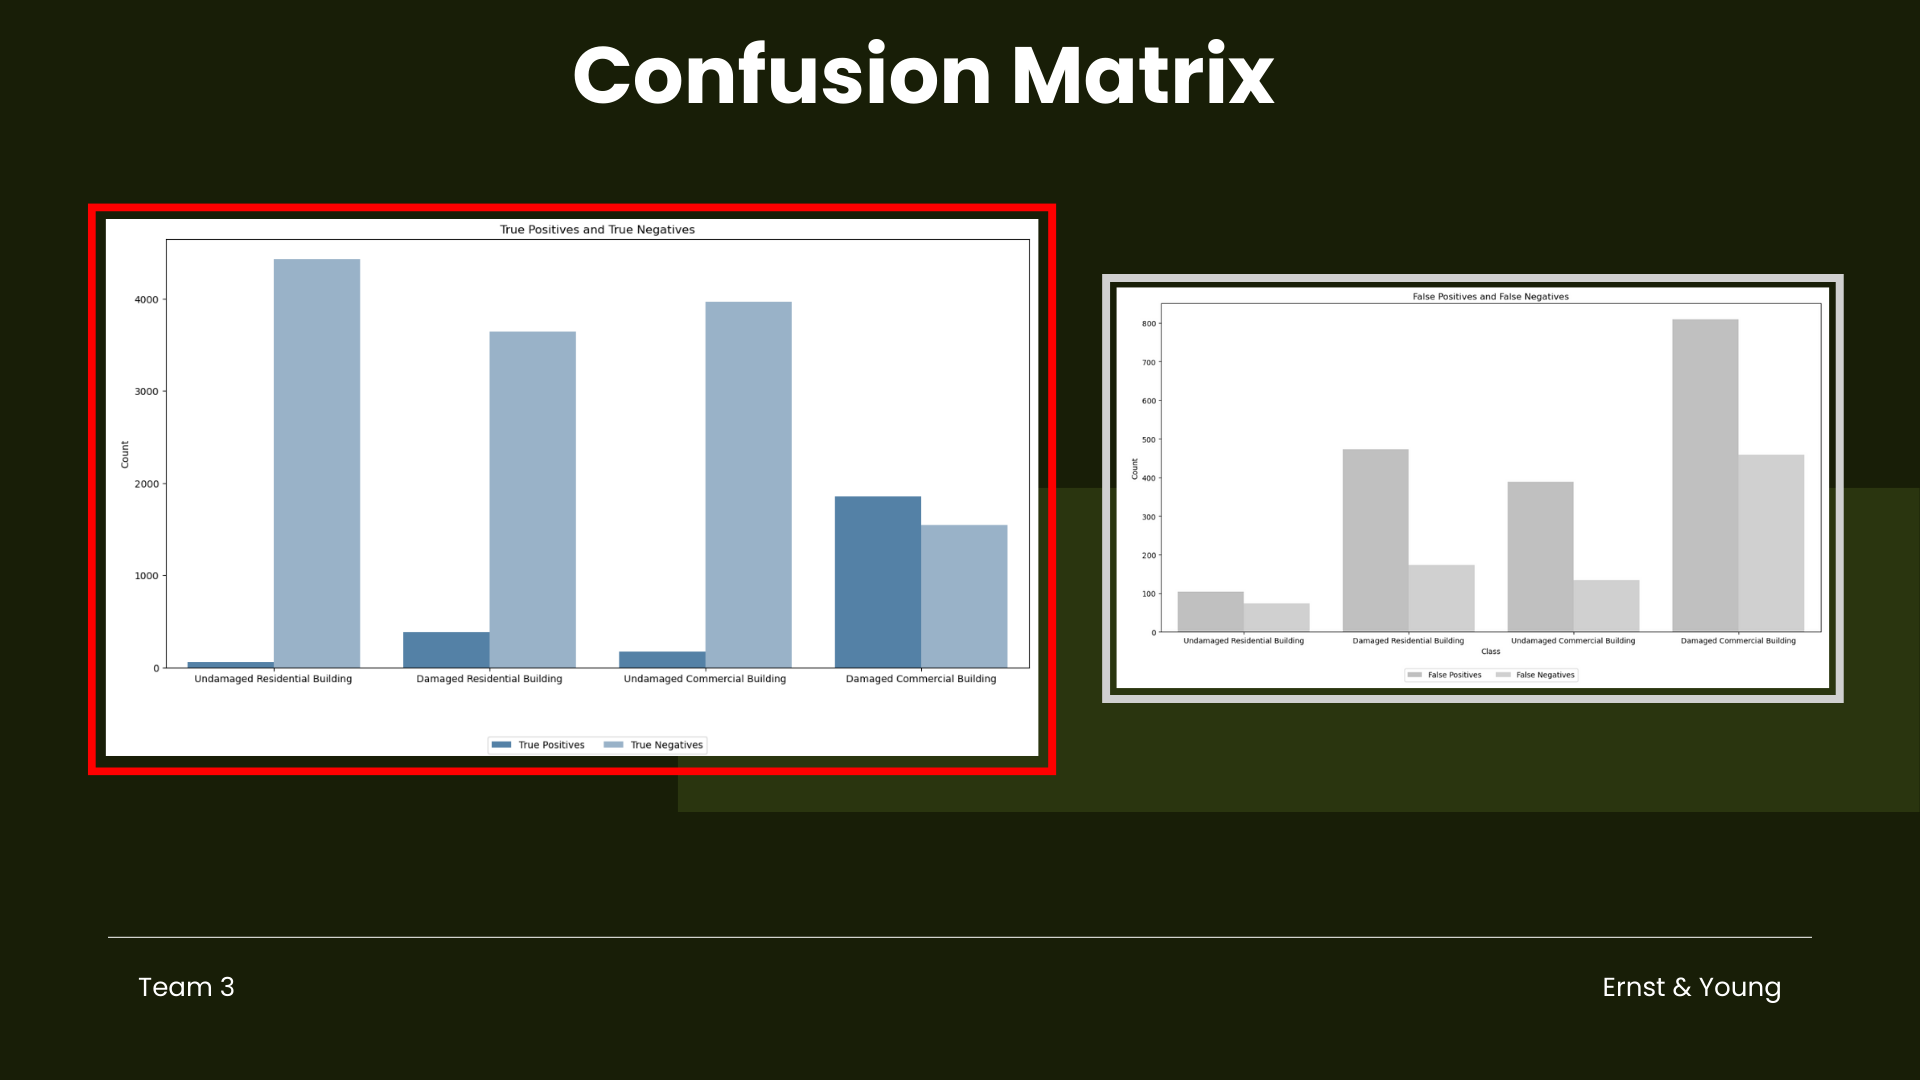 Confusion Matrix
True Positives and True Negatives
4000
3000
2000
1000
0
Count
Undamaged Residential Building Damaged Residential Building Undamaged Commercial Building Damaged Commercial Building
True Positives True Negatives
False Positives and False Negatives
800
700
600
500
400
300
200
100
0
Count
Undamaged Residential Building Damaged Residential Building Undamaged Commercial Building Damaged Commercial Building
Class
False Positives False Negatives
Team 3
Ernst & Young